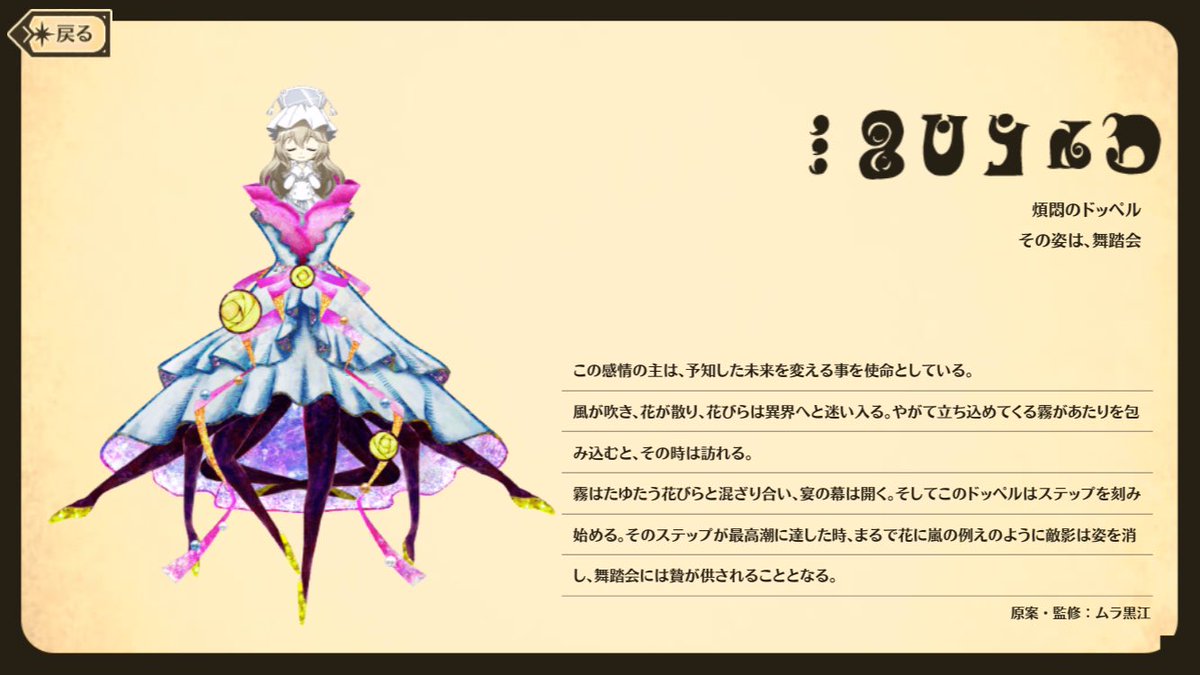 戻る
煩悶のドッペル
その姿は、舞踏会
この感情の主は、予知した未来を変える事を使命としている。
風が吹き、花が散り、花びらは異界へと迷い入る。やがて立ち込めてくる霧があたりを包
み込むと、その時は訪れる。
霧はたゆたう花びらと混ざり合い、宴の幕は開く。そしてこのドッペルはステップを刻み
始める。そのステップが最高潮に達した時、まるで花に嵐の例えのように敵影は姿を消
し、舞踏会には贄が供されることとなる。
原案・監修：ムラ黒江